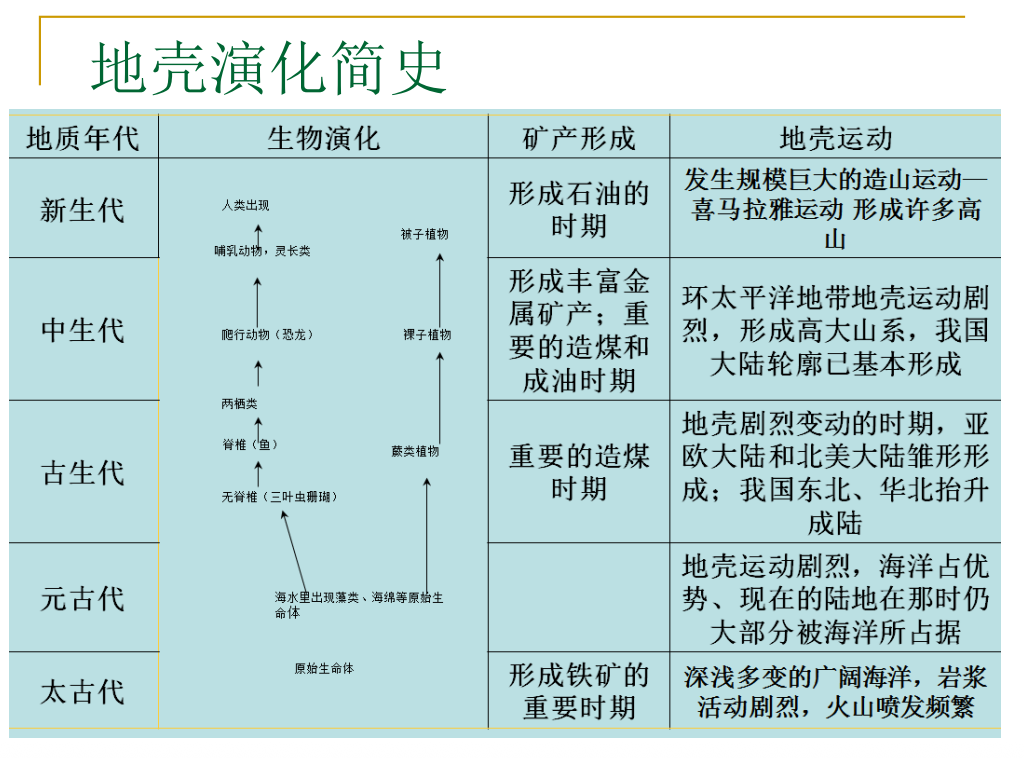 地壳演化简史
地质年代
生物演化
矿产形成
地壳运动
新生代
人类出现
哺乳动物，灵长类
被子植物
形成石油的
时期
发生规模巨大的造山运动—
喜马拉雅运动 形成许多高
山
中生代
爬行动物（恐龙）
裸子植物
形成丰富金
属矿产；重
要的造煤和
成油时期
环太平洋地带地壳运动剧
烈，形成高大山系，我国
大陆轮廓已基本形成
古生代
两栖类
脊椎（鱼）
蕨类植物
无脊椎（三叶虫珊瑚）
重要的造煤
时期
地壳剧烈变动的时期，亚
欧大陆和北美大陆雏形形
成；我国东北、华北抬升
成陆
元古代
海水里出现藻类、海绵等原始生
命体
地壳运动剧烈，海洋占优
势、现在的陆地在那时仍
大部分被海洋所占据
太古代
原始生命体
形成铁矿的
重要时期
深浅多变的广阔海洋，岩浆
活动剧烈，火山喷发频繁